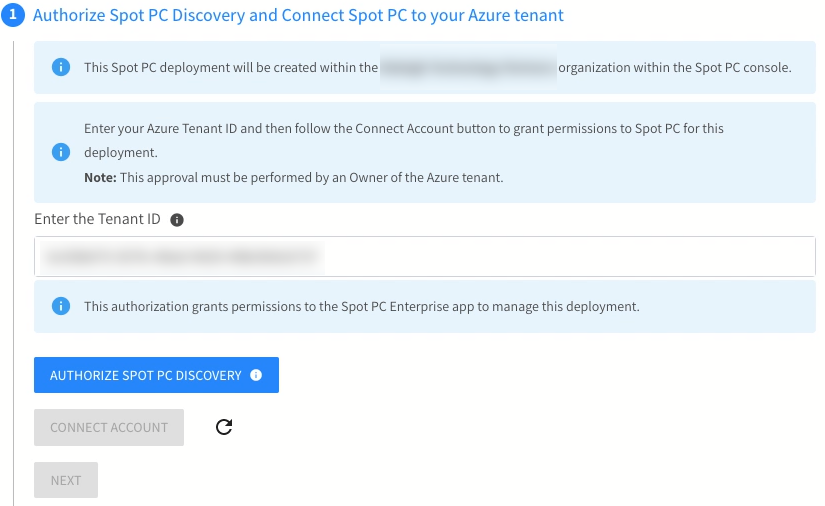 1 Authorize Spot PC Discovery and Connect Spot PC to your Azure tenant
This Spot PC deployment will be created within the organization within the Spot PC console.
Enter your Azure Tenant ID and then follow the Connect Account button to grant permissions to Spot PC for this
deployment.
Note: This approval must be performed by an Owner of the Azure tenant.
Enter the Tenant ID
This authorization grants permissions to the Spot PC Enterprise app to manage this deployment.
AUTHORIZE SPOT PC DISCOVERY
CONNECT ACCOUNT
NEXT